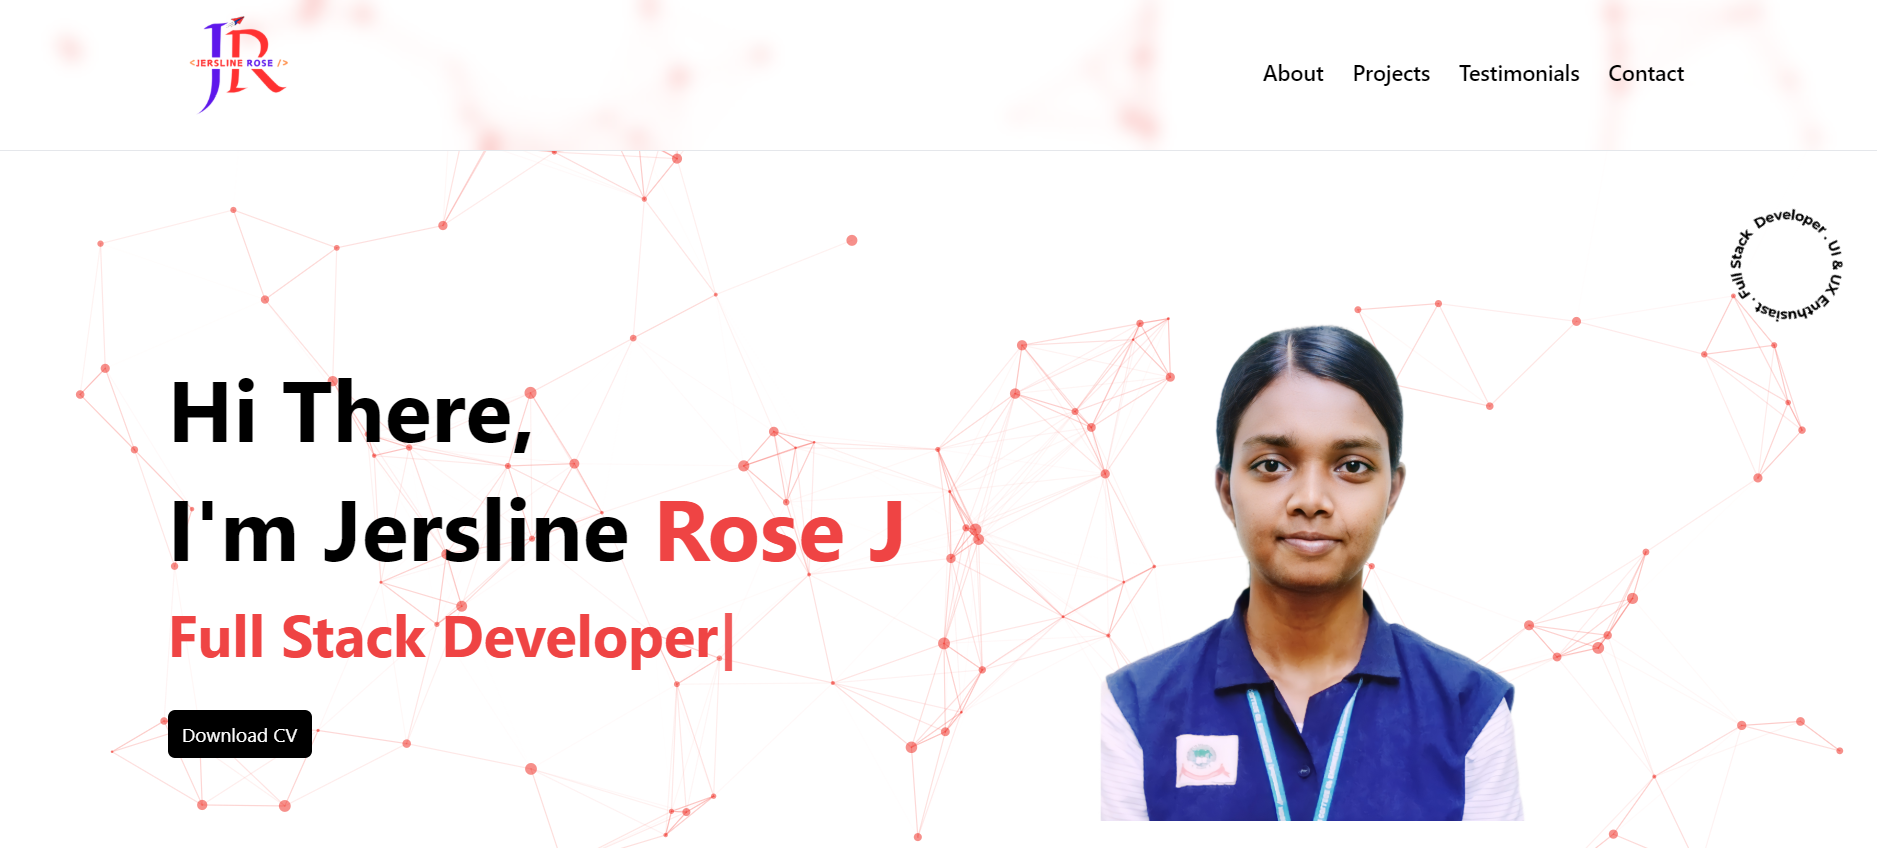 JR
<JERSLINE ROSE />
About Projects Testimonials Contact
Full Stack Developer . UI & UX Enthusiast .
Hi There,
I'm Jersline Rose J
Full Stack Developer|
Download CV